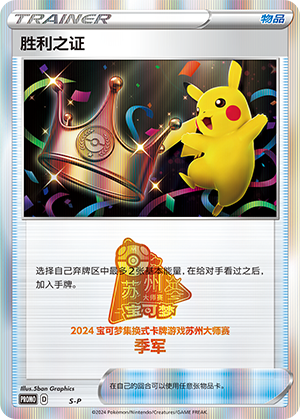 TRAINER
物品
胜利之证
选择自己弃牌区中最多2张基本能量,在给对手看过之后,
加入手牌。
苏州
大师赛
宝可梦
2024 宝可梦集换式卡牌游戏苏州大师赛
季军
Illus.5ban Graphics
PROMO
S-P
在自己的回合可以使用任意张物品卡。
©2024 Pokémon/Nintendo/Creatures/GAME FREAK